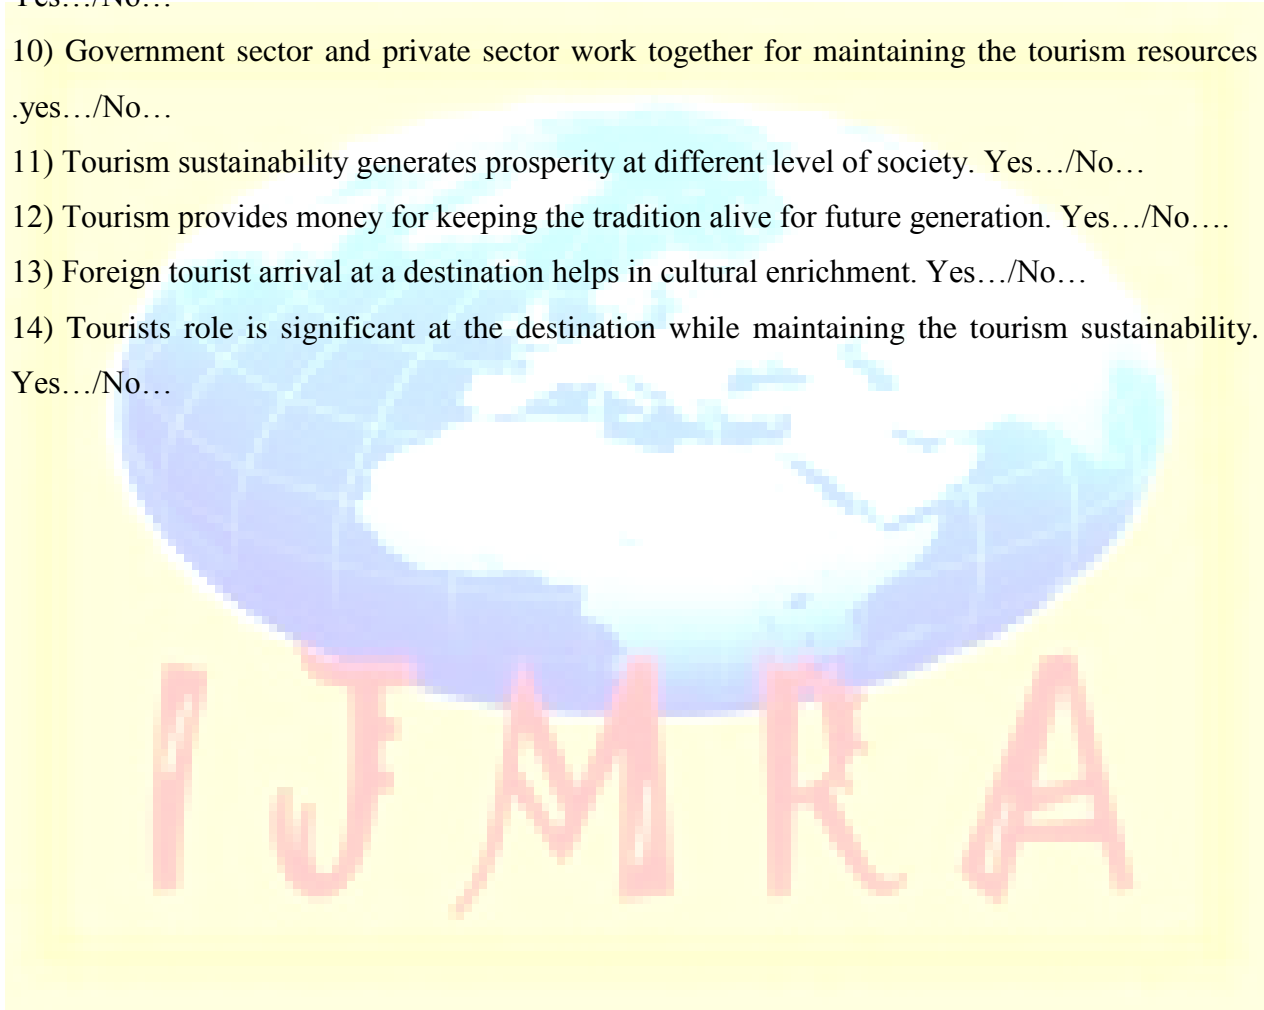 Yes…/No…
10) Government sector and private sector work together for maintaining the tourism resources
.yes…/No…
11) Tourism sustainability generates prosperity at different level of society. Yes…/No…
12) Tourism provides money for keeping the tradition alive for future generation. Yes…/No….
13) Foreign tourist arrival at a destination helps in cultural enrichment. Yes…/No…
14) Tourists role is significant at the destination while maintaining the tourism sustainability.
Yes…/No…
IJMRA